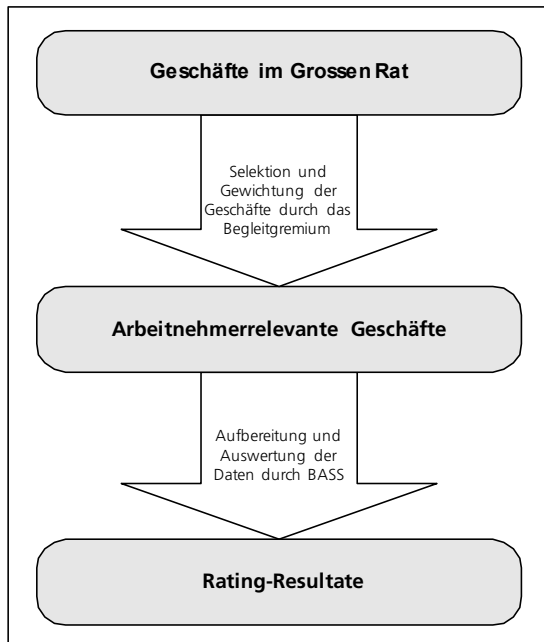 Geschäfte im Grossen Rat
Selektion und
Gewichtung der
Geschäfte durch das
Begleitgremium
Arbeitnehmerrelevante Geschäfte
Aufbereitung und
Auswertung der
Daten durch BASS
Rating-Resultate